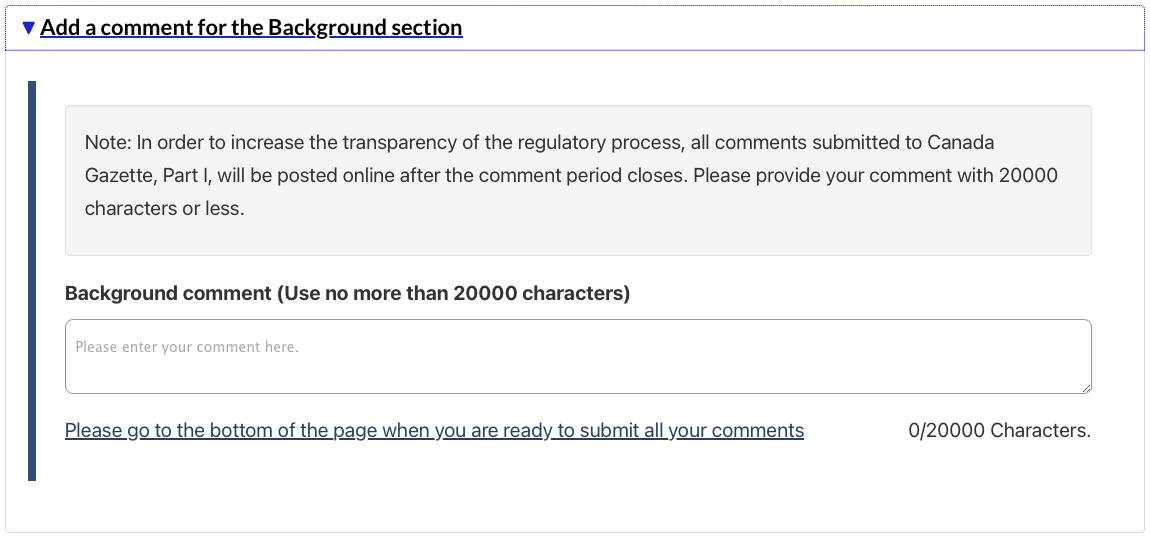 Add a comment for the Background section
Note: In order to increase the transparency of the regulatory process, all comments submitted to Canada
Gazette, Part I, will be posted online after the comment period closes. Please provide your comment with 20000
characters or less.
Background comment (Use no more than 20000 characters)
Please enter your comment here.
Please go to the bottom of the page when you are ready to submit all your comments 0/20000 Characters.